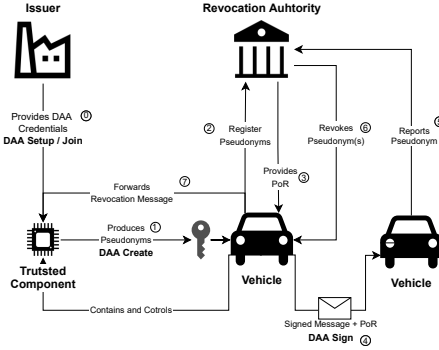 Issuer
Revocation Auhtority
Provides DAA
Credentials
DAA Setup / Join
0
2
Register
Pseudonyms
Revokes
Pseudonym(s)
6
Reports
Pseudonym
Provides
PoR
3
Forwards
Revocation Message
7
Produces
Pseudonyms
DAA Create
1
Trutsted
Component
Vehicle
Vehicle
Contains and Cotrols
Signed Message + PoR
DAA Sign
4